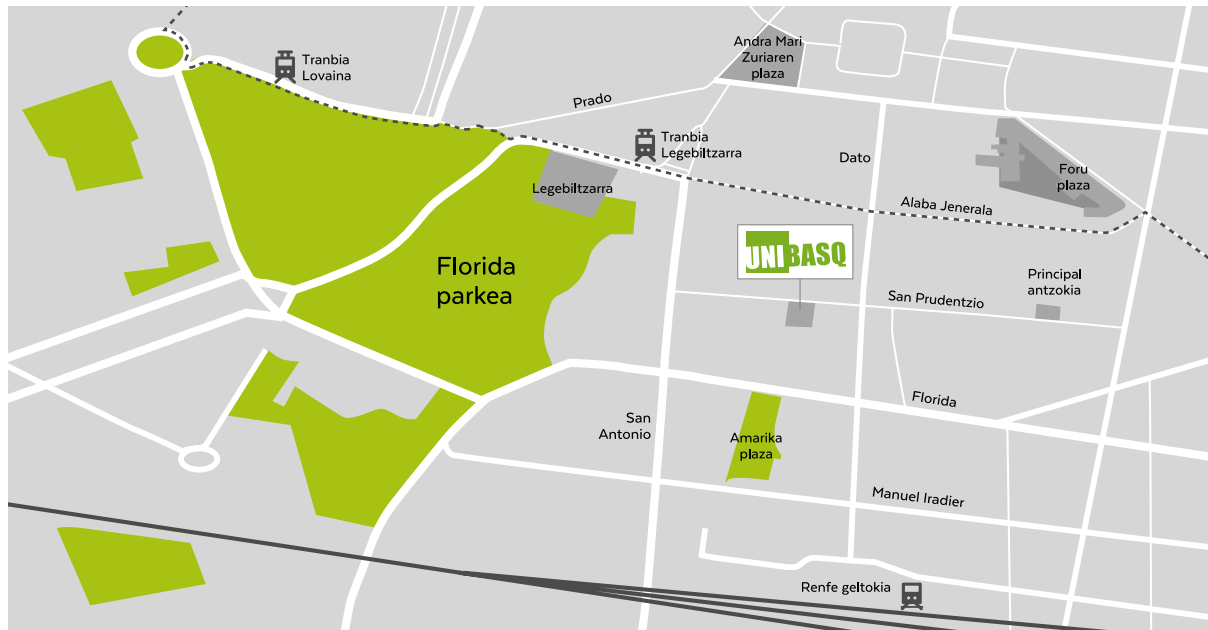 Andra Mari
Zuriaren
plaza
Tranbia
Lovaina
Prado
Tranbia
Legebiltzarra
Dato
Foru
plaza
Legebiltzarra
Alaba Jenerala
UNIBASQ
Florida
parkea
Principal
antzokia
San Prudentzio
Florida
San
Antonio
Amarika
plaza
Manuel Iradier
Renfe geltokia